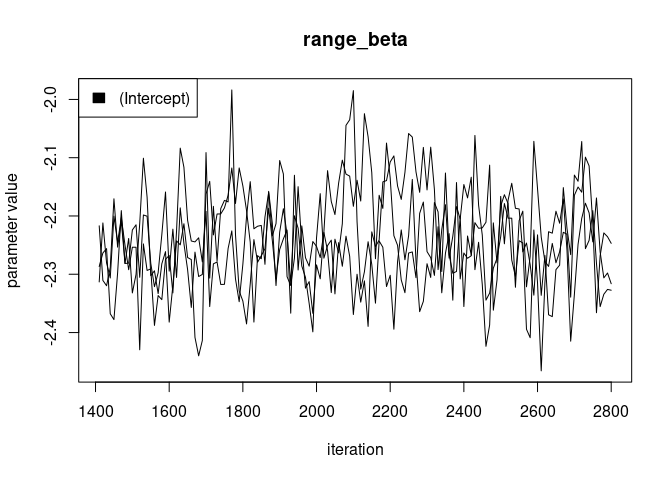 range_beta
(Intercept)
parameter value
-2.0
-2.1
-2.2
-2.3
-2.4
1400 1600 1800 2000 2200 2400 2600 2800
iteration